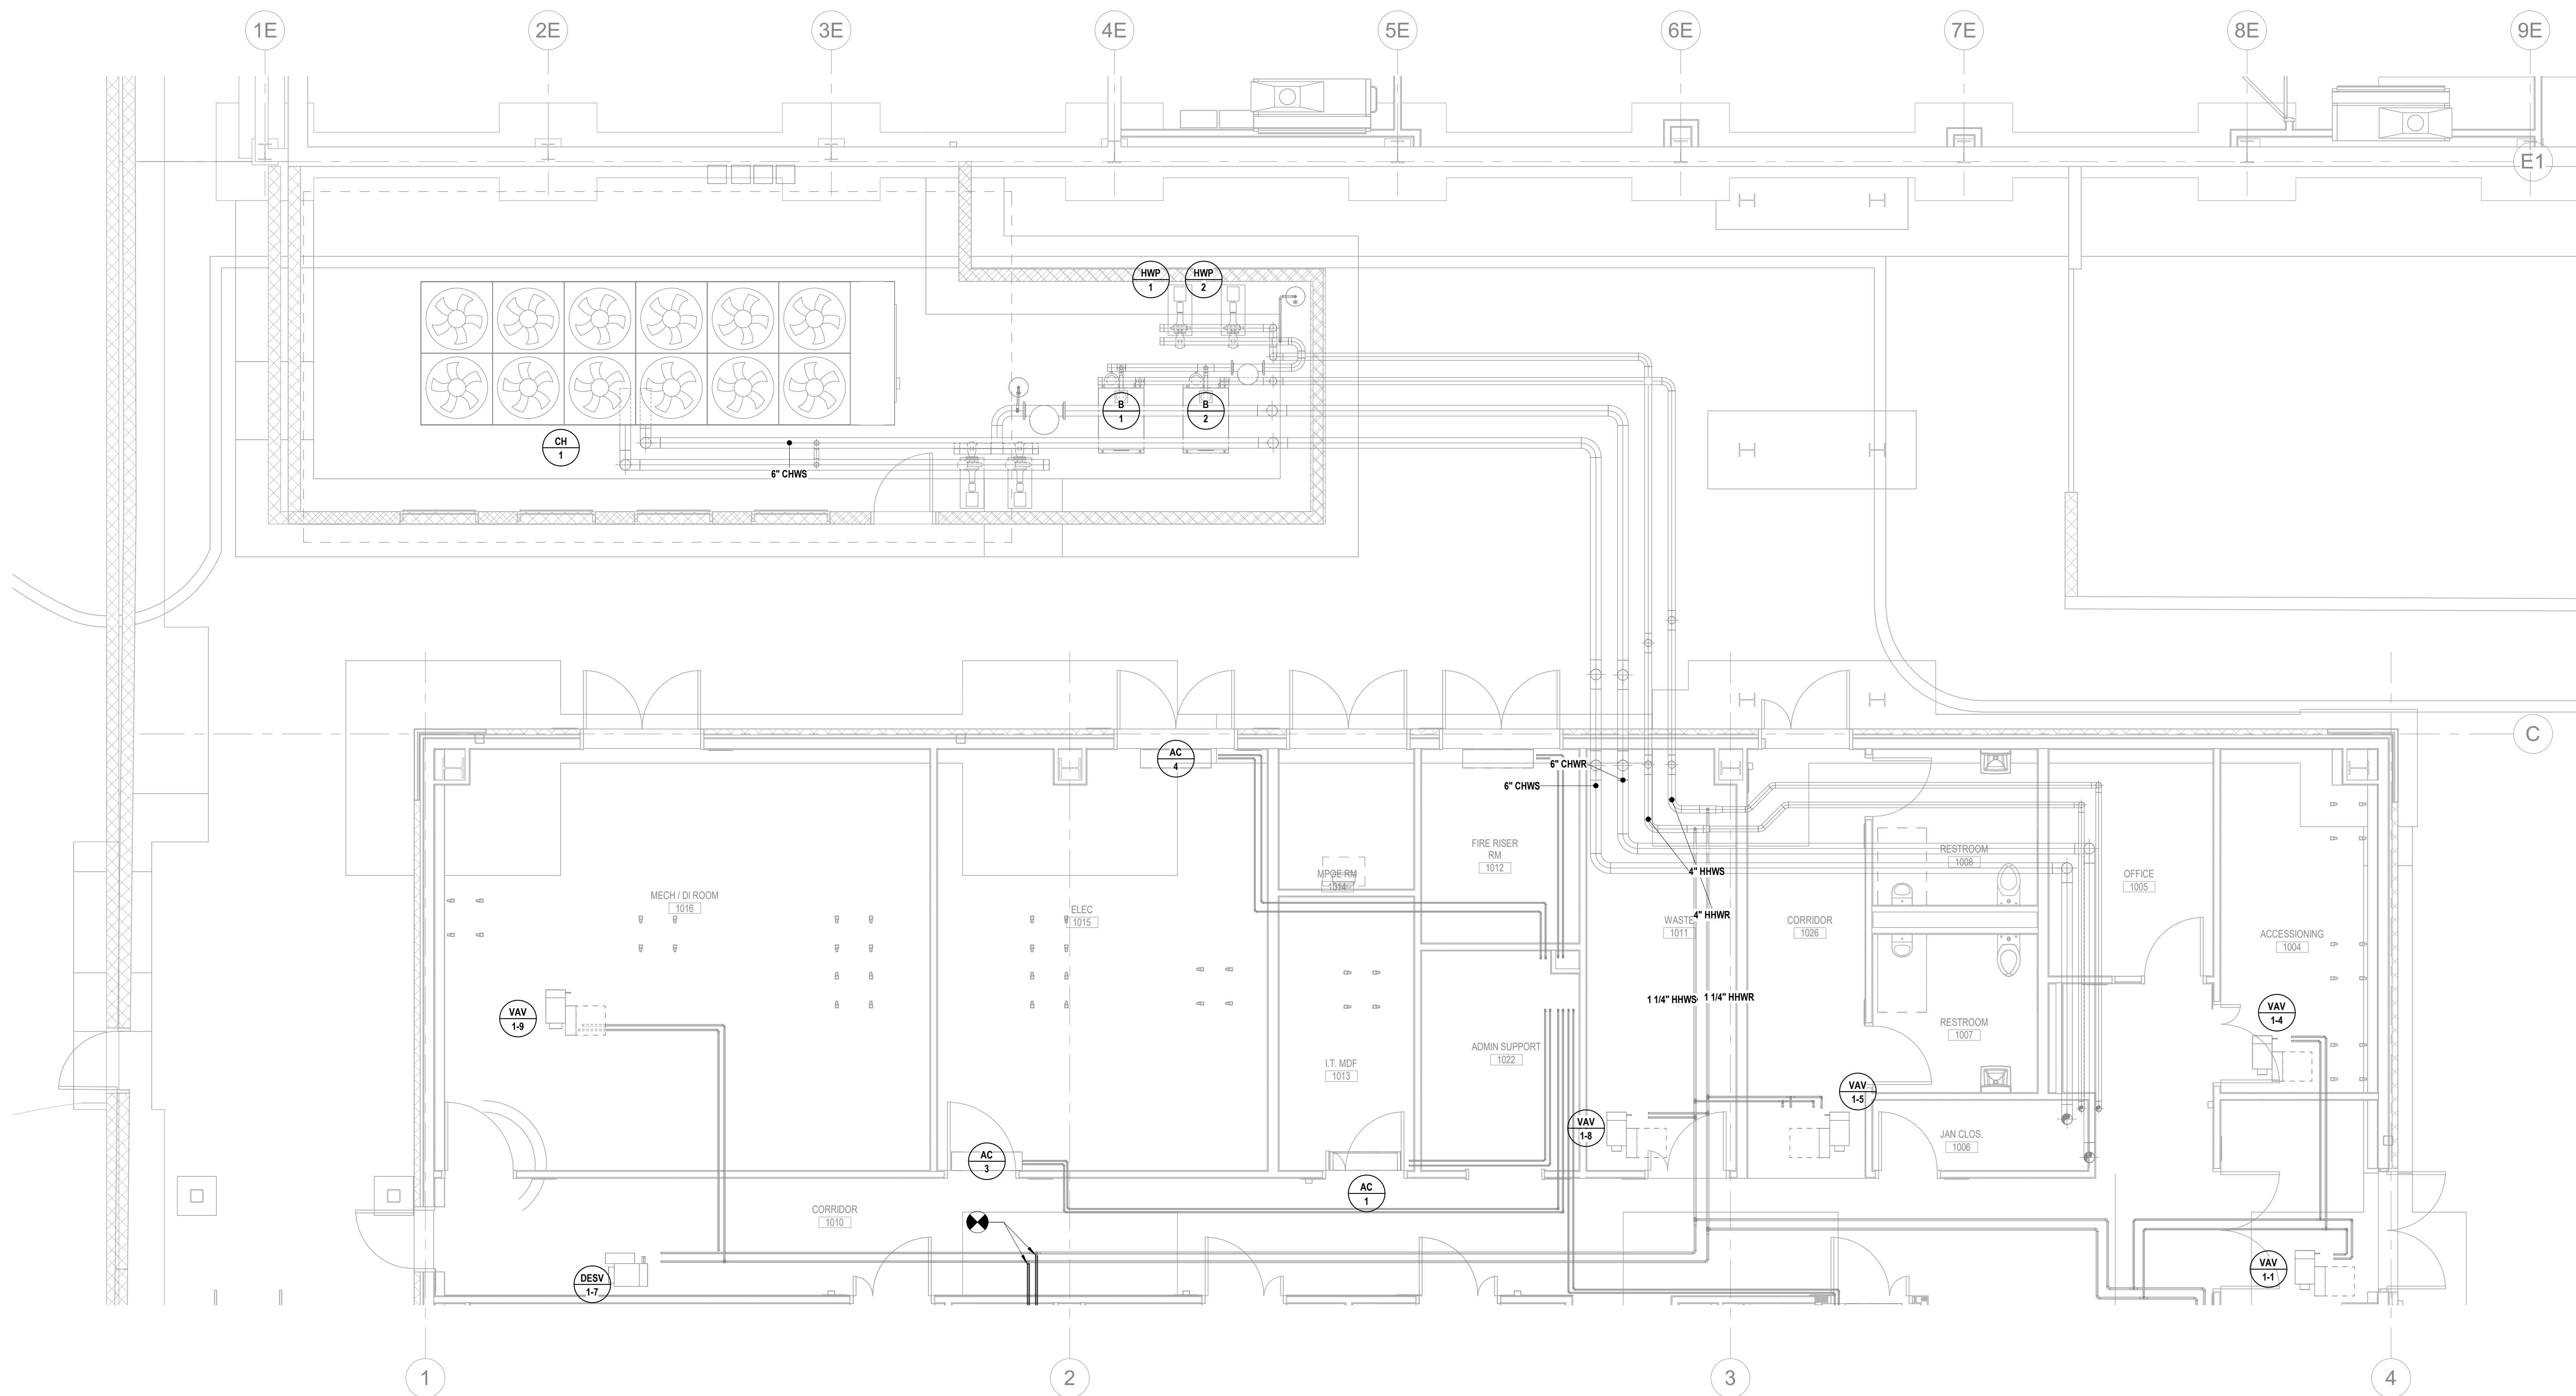 1E
2E
3E
4E
5E
6E
7E
8E
9E
E1
HWP
1
HWP
2
B
1
B
2
CH
1
6" CHWS
C
AC
4
6" CHWR
6" CHWS
FIRE RISER
RM
1012
MPOE RM
1014
4" HHWS
4" HHWR
RESTROOM
1008
OFFICE
1005
MECH / DI ROOM
1016
ELEC
1015
WASTE
1011
CORRIDOR
1026
ACCESSIONING
1004
VAV
1-9
1 1/4" HHWS
1 1/4" HHWR
RESTROOM
1007
VAV
1-4
ADMIN SUPPORT
1022
I.T. MDF
1013
VAV
1-5
VAV
1-8
JAN CLOS.
1006
AC
3
AC
1
CORRIDOR
1010
DESV
1-7
VAV
1-1
1
2
3
4